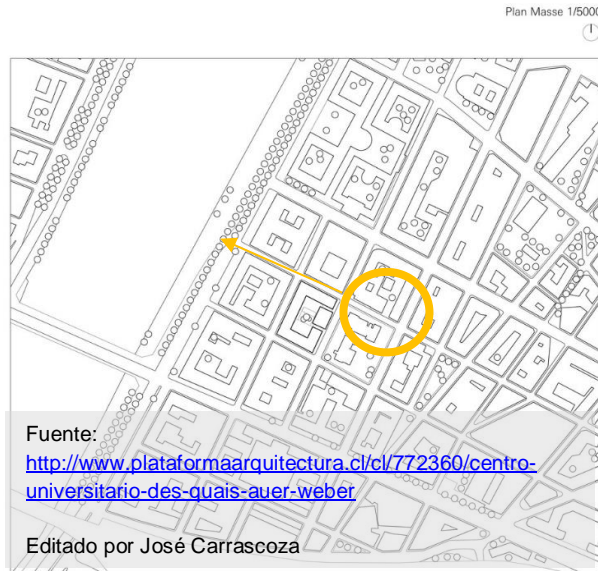 Plan Masse 1/5000
Fuente:
http://www.plataformaarquitectura.cl/cl/772360/centro-
universitario-des-quais-auer-weber
Editado por José Carrascoza